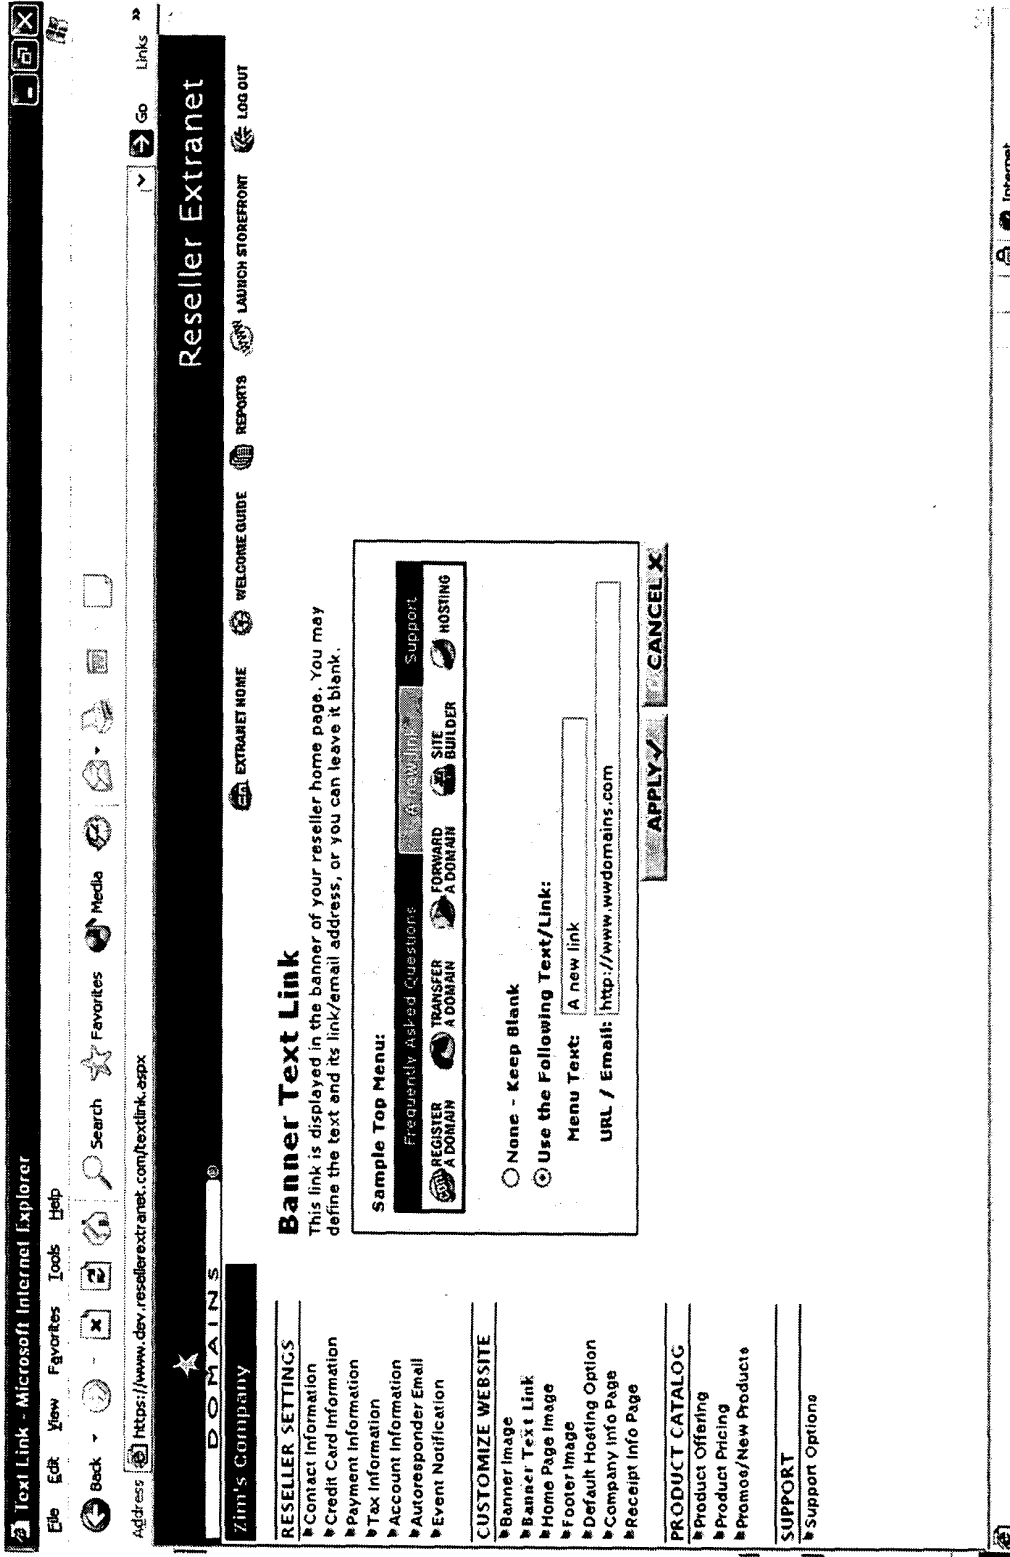 Text Link - Microsoft Internet Explorer
File Edit View Favorites Tools Help
Back Search Favorites Media
Address https://www.dev.resellerextranet.com/textlink.aspx Go Links »
DOMAINS ®
Reseller Extranet
Zim's Company
EXTRANET HOME WELCOME GUIDE REPORTS LAUNCH STOREFRONT LOG OUT
RESELLER SETTINGS
Contact Information
Credit Card Information
Payment Information
Tax Information
Account Information
Autoresponder Email
Event Notification
CUSTOMIZE WEBSITE
Banner Image
Banner Text Link
Home Page Image
Footer Image
Default Hosting Option
Company Info Page
Receipt Info Page
PRODUCT CATALOG
Product Offering
Product Pricing
Promos/New Products
SUPPORT
Support Options
Banner Text Link
This link is displayed in the banner of your reseller home page. You may
define the text and its link/email address, or you can leave it blank.
Sample Top Menu:
Frequently Asked Questions A new link Support
REGISTER A DOMAIN TRANSFER A DOMAIN FORWARD A DOMAIN SITE BUILDER HOSTING
None - Keep Blank
Use the Following Text/Link:
Menu Text: A new link
URL / Email: http://www.wwdomains.com
APPLY CANCEL X
Internet